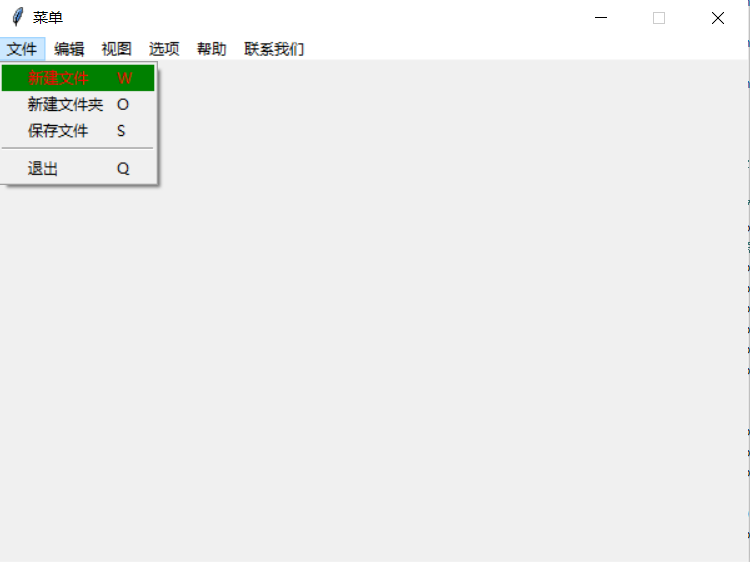 菜单
文件 编辑 视图 选项 帮助 联系我们
新建文件 W
新建文件夹 O
保存文件 S
退出 Q